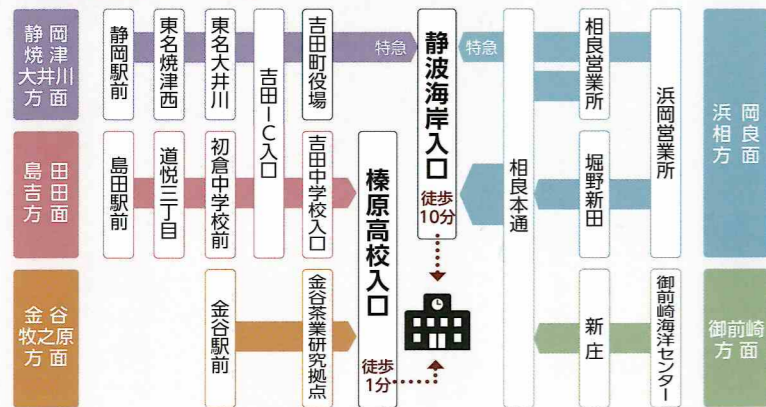 静岡
焼津
大井川
方面
静岡駅前
東名焼津西
東名大井川
吉田IC入口
吉田町役場
特急
静波海岸入口
徒歩
10分
特急
相良営業所
浜岡営業所
浜岡
相良
方面
島田
吉田
方面
島田駅前
道悦三丁目
初倉中学校前
吉田中学校入口
榛原高校入口
徒歩
1分
相良本通
堀野新田
金谷
牧之原
方面
金谷駅前
金谷茶業研究拠点
新庄
御前崎海洋センター
御前崎
方面